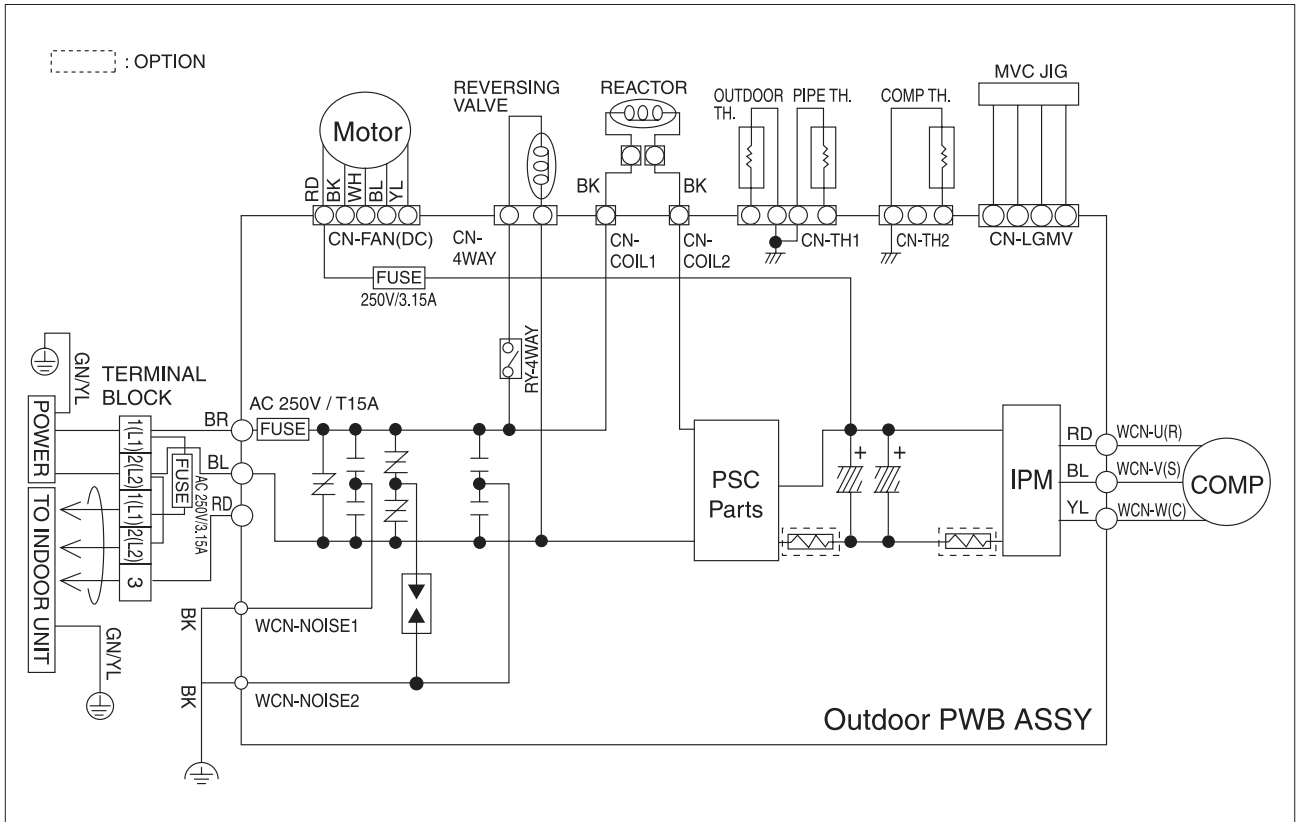 : OPTION
MVC JIG
REVERSING
VALVE
REACTOR
OUTDOOR
TH.
PIPE TH.
COMP TH.
Motor
RD
BK
WH
BL
YL
BK
BK
CN-FAN(DC)
CN-
4WAY
CN-
COIL1
CN-
COIL2
CN-TH1
CN-TH2
CN-LGMV
FUSE
250V/3.15A
RY-4WAY
GN/YL
TERMINAL
BLOCK
POWER
1(L1)
2(L2)
1(L1)
2(L2)
3
FUSE
AC 250V/3.15A
BR
BL
RD
AC 250V / T15A
FUSE
TO INDOOR UNIT
GN/YL
BK
BK
WCN-NOISE1
WCN-NOISE2
PSC
Parts
+
+
IPM
RD
BL
YL
WCN-U(R)
WCN-V(S)
WCN-W(C)
COMP
Outdoor PWB ASSY